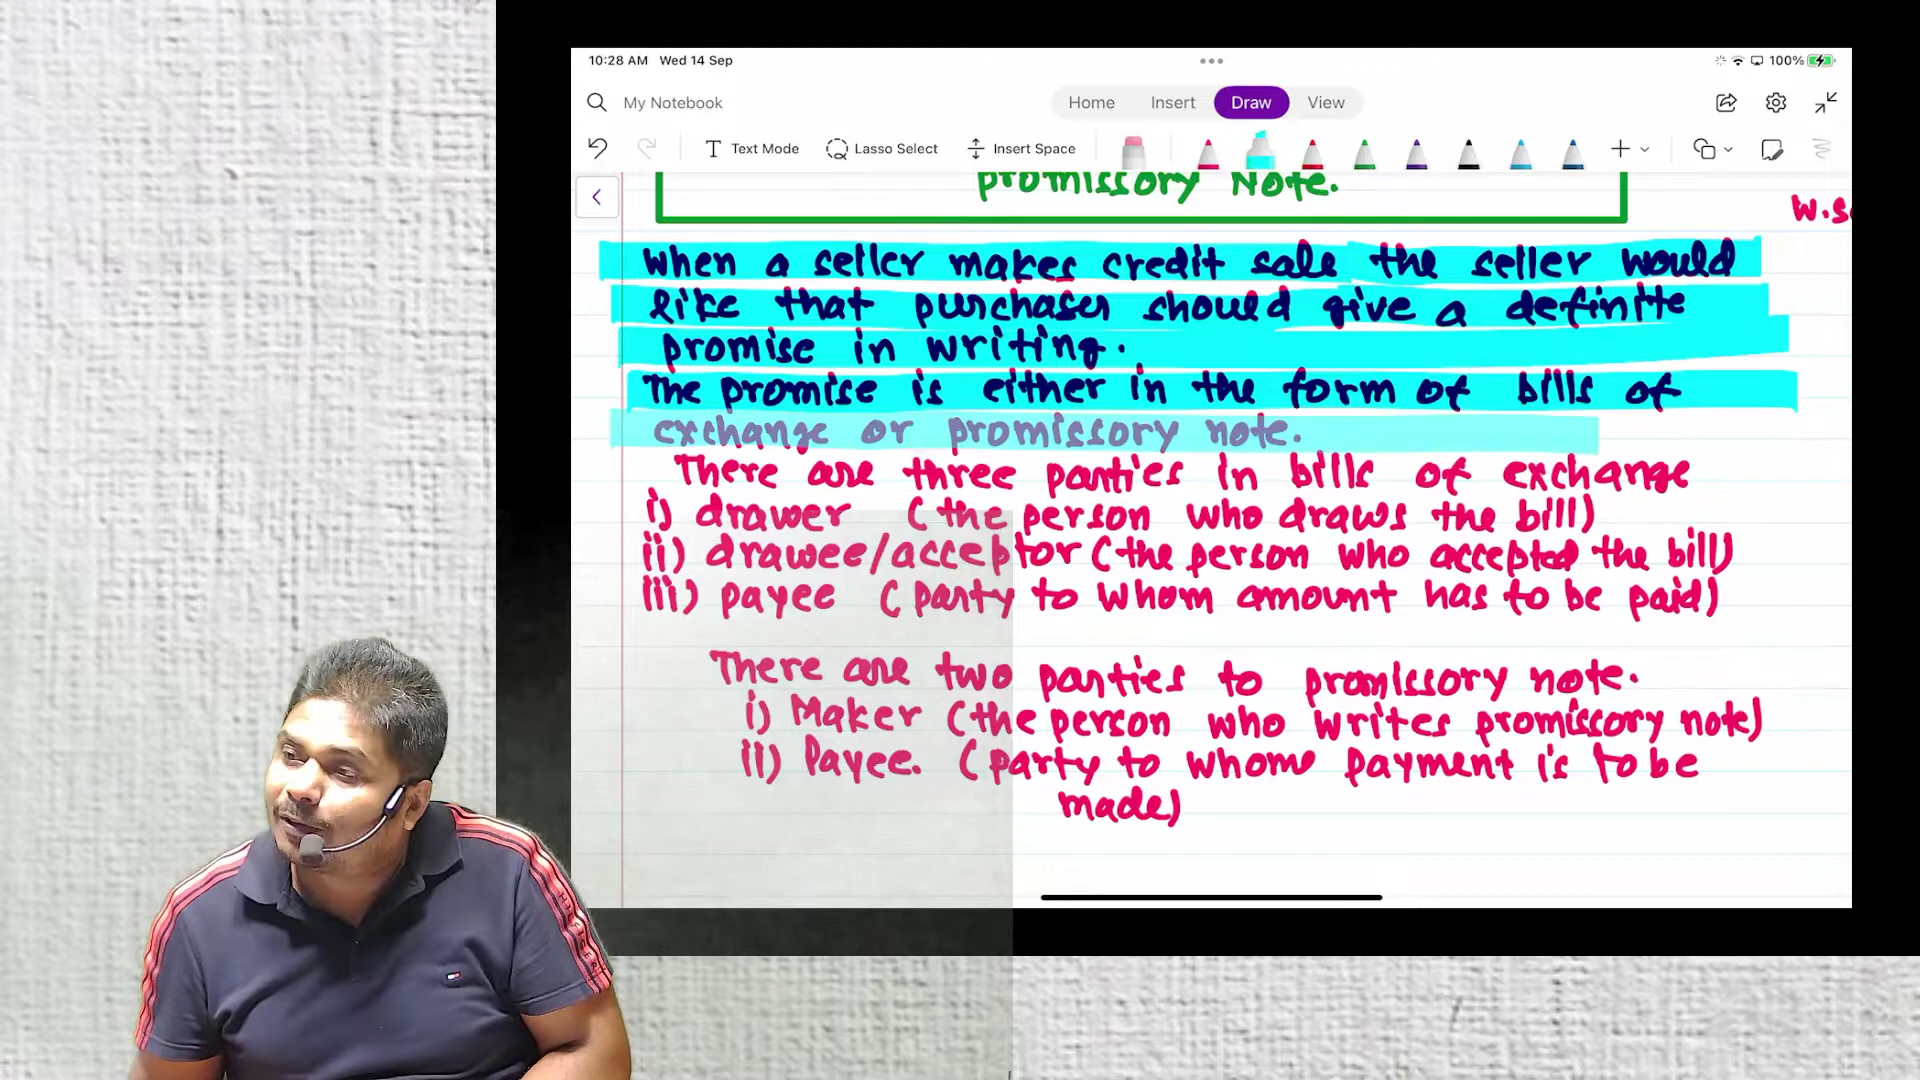 10:28 AM Wed 14 Sep
100%
My Notebook
Home Insert Draw View
Text Mode Lasso Select Insert Space
promissory Note.
When a seller makes credit sale the seller would
like that purchaser should give a definite
promise in writing.
The promise is either in the form of bills of
exchange or promissory note.
There are three parties in bills of exchange
i) drawer (the person who draws the bill)
ii) drawee/acceptor (the person who accepted the bill)
iii) payee (party to whom amount has to be paid)
There are two parties to promissory note.
i) Maker (the person who writes promissory note)
ii) Payee. (party to whome payment is to be
made)